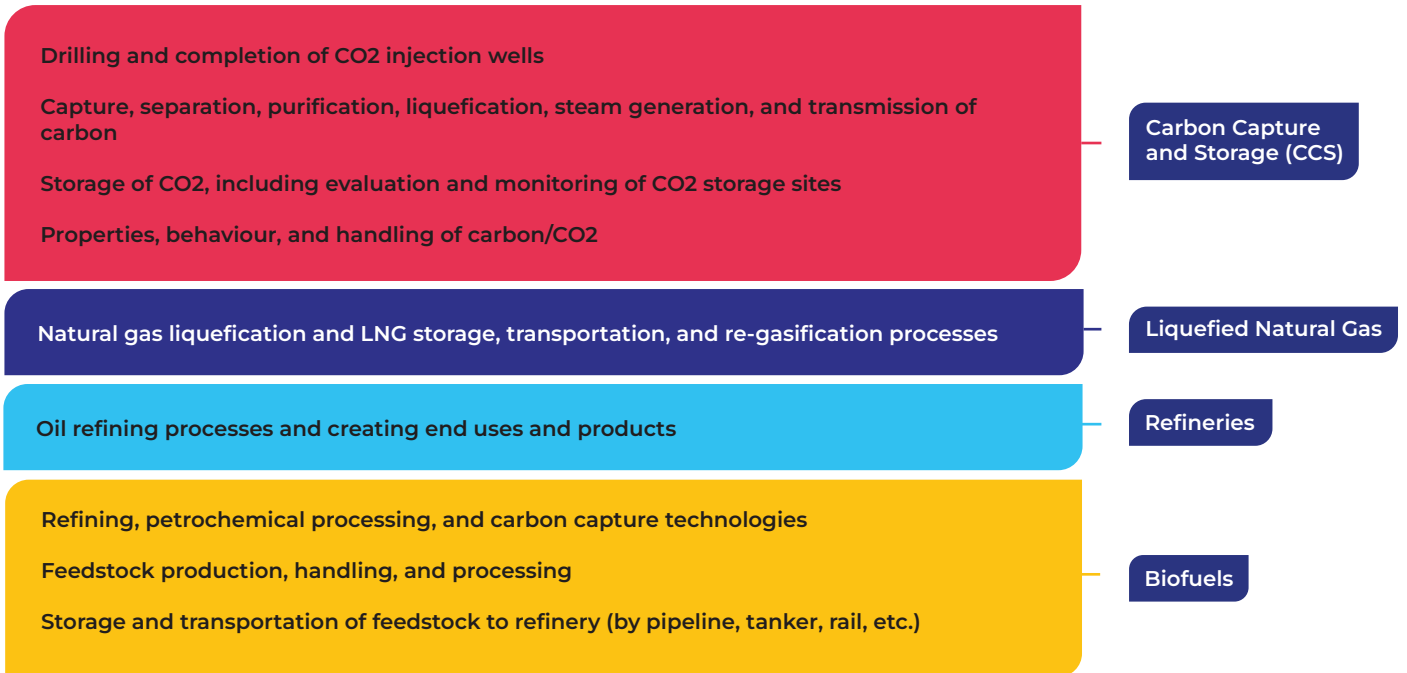 Drilling and completion of CO2 injection wells
Capture, separation, purification, liquefication, steam generation, and transmission of
carbon
Storage of CO2, including evaluation and monitoring of CO2 storage sites
Properties, behaviour, and handling of carbon/CO2
Carbon Capture
and Storage (CCS)
Natural gas liquefication and LNG storage, transportation, and re-gasification processes
Liquefied Natural Gas
Oil refining processes and creating end uses and products
Refineries
Refining, petrochemical processing, and carbon capture technologies
Feedstock production, handling, and processing
Storage and transportation of feedstock to refinery (by pipeline, tanker, rail, etc.)
Biofuels